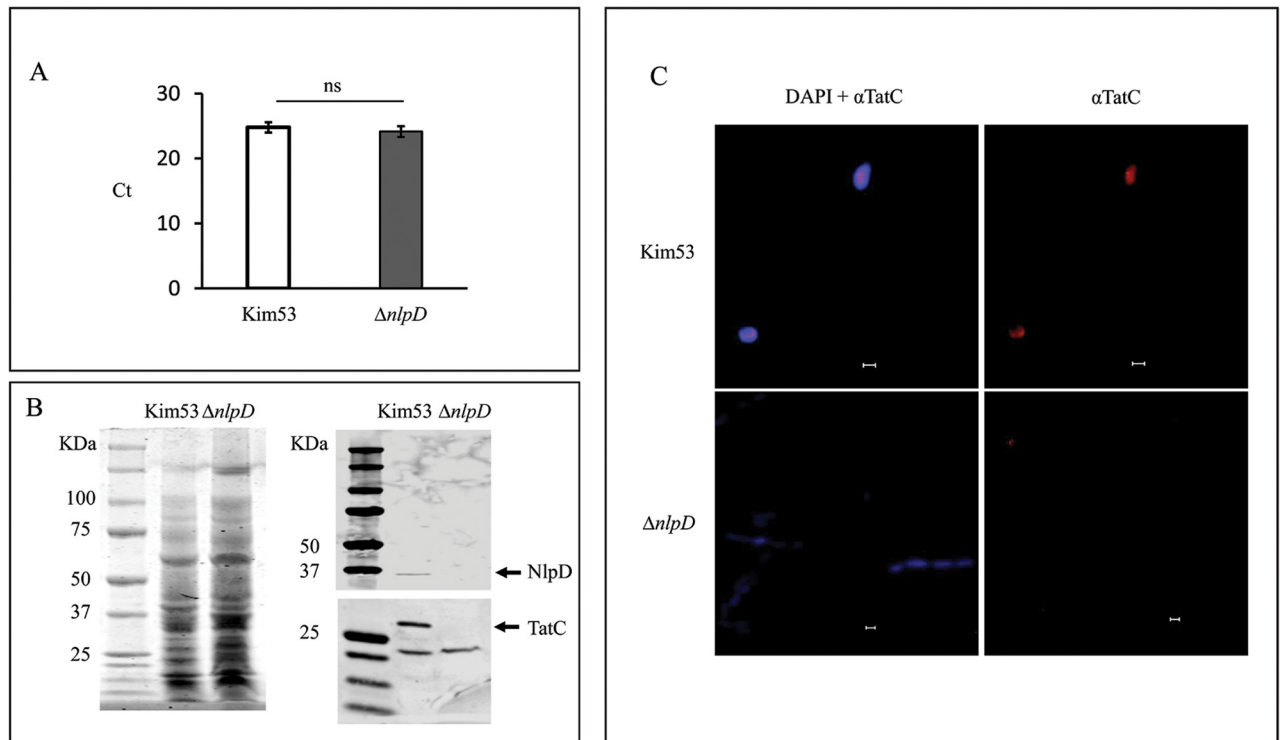 A
ns
30
20
10
0
Ct
Kim53
ΔnlpD
B
Kim53 ΔnlpD
KDa
100
75
50
37
25
Kim53 ΔnlpD
KDa
50
37
25
NlpD
TatC
C
DAPI + αTatC
αTatC
Kim53
ΔnlpD